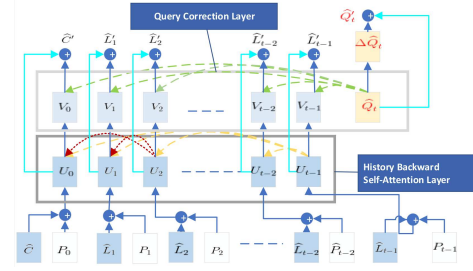 Query Correction Layer
Q̂'ₜ
Ĉ' L̂'₁ L̂'₂ L̂'ₜ₋₂ L̂'ₜ₋₁
ΔQ̂ₜ
V₀ V₁ V₂ Vₜ₋₂ Vₜ₋₁ Q̂ₜ
U₀ U₁ U₂ Uₜ₋₂ Uₜ₋₁
History Backward
Self-Attention Layer
Ĉ P₀ L̂₁ P₁ L̂₂ P₂ L̂ₜ₋₂ P̂ₜ₋₂ L̂ₜ₋₁ Pₜ₋₁